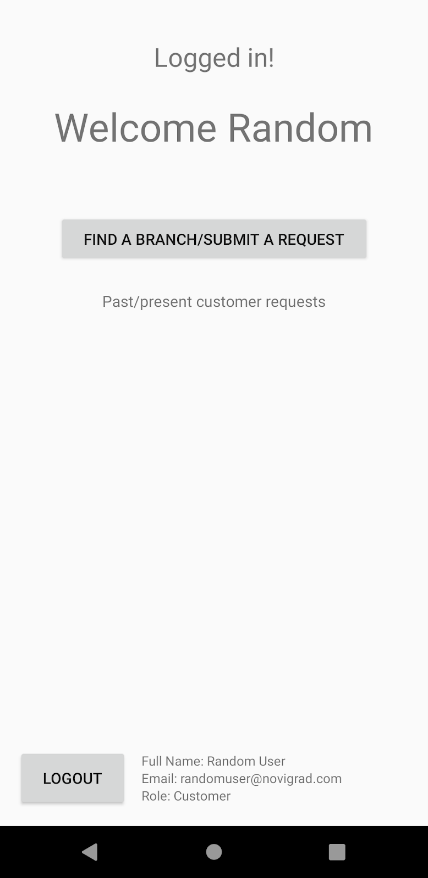 Logged in!
Welcome Random
FIND A BRANCH/SUBMIT A REQUEST
Past/present customer requests
LOGOUT
Full Name: Random User
Email: randomuser@novigrad.com
Role: Customer